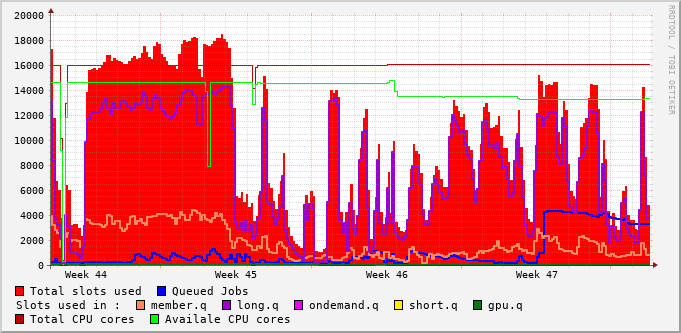 20000
18000
16000
14000
12000
10000
8000
6000
4000
2000
0
Week 44 Week 45 Week 46 Week 47
Total slots used Queued Jobs
Slots used in : member.q long.q ondemand.q short.q gpu.q
Total CPU cores Availale CPU cores
RRDTOOL / TOBI OETIKER